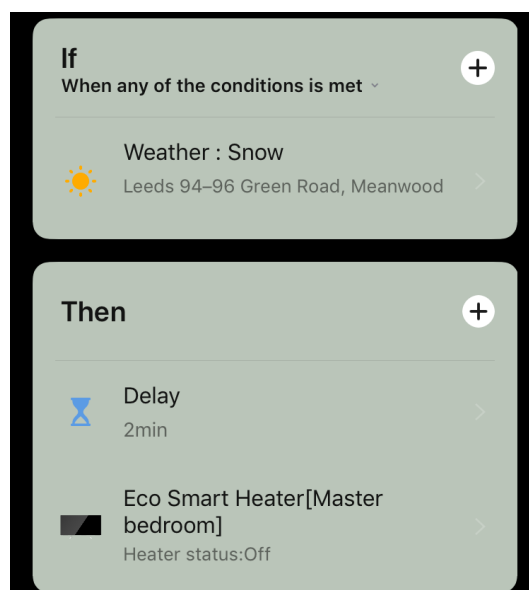 If
When any of the conditions is met
Weather : Snow
Leeds 94–96 Green Road, Meanwood
Then
Delay
2min
Eco Smart Heater[Master
bedroom]
Heater status:Off